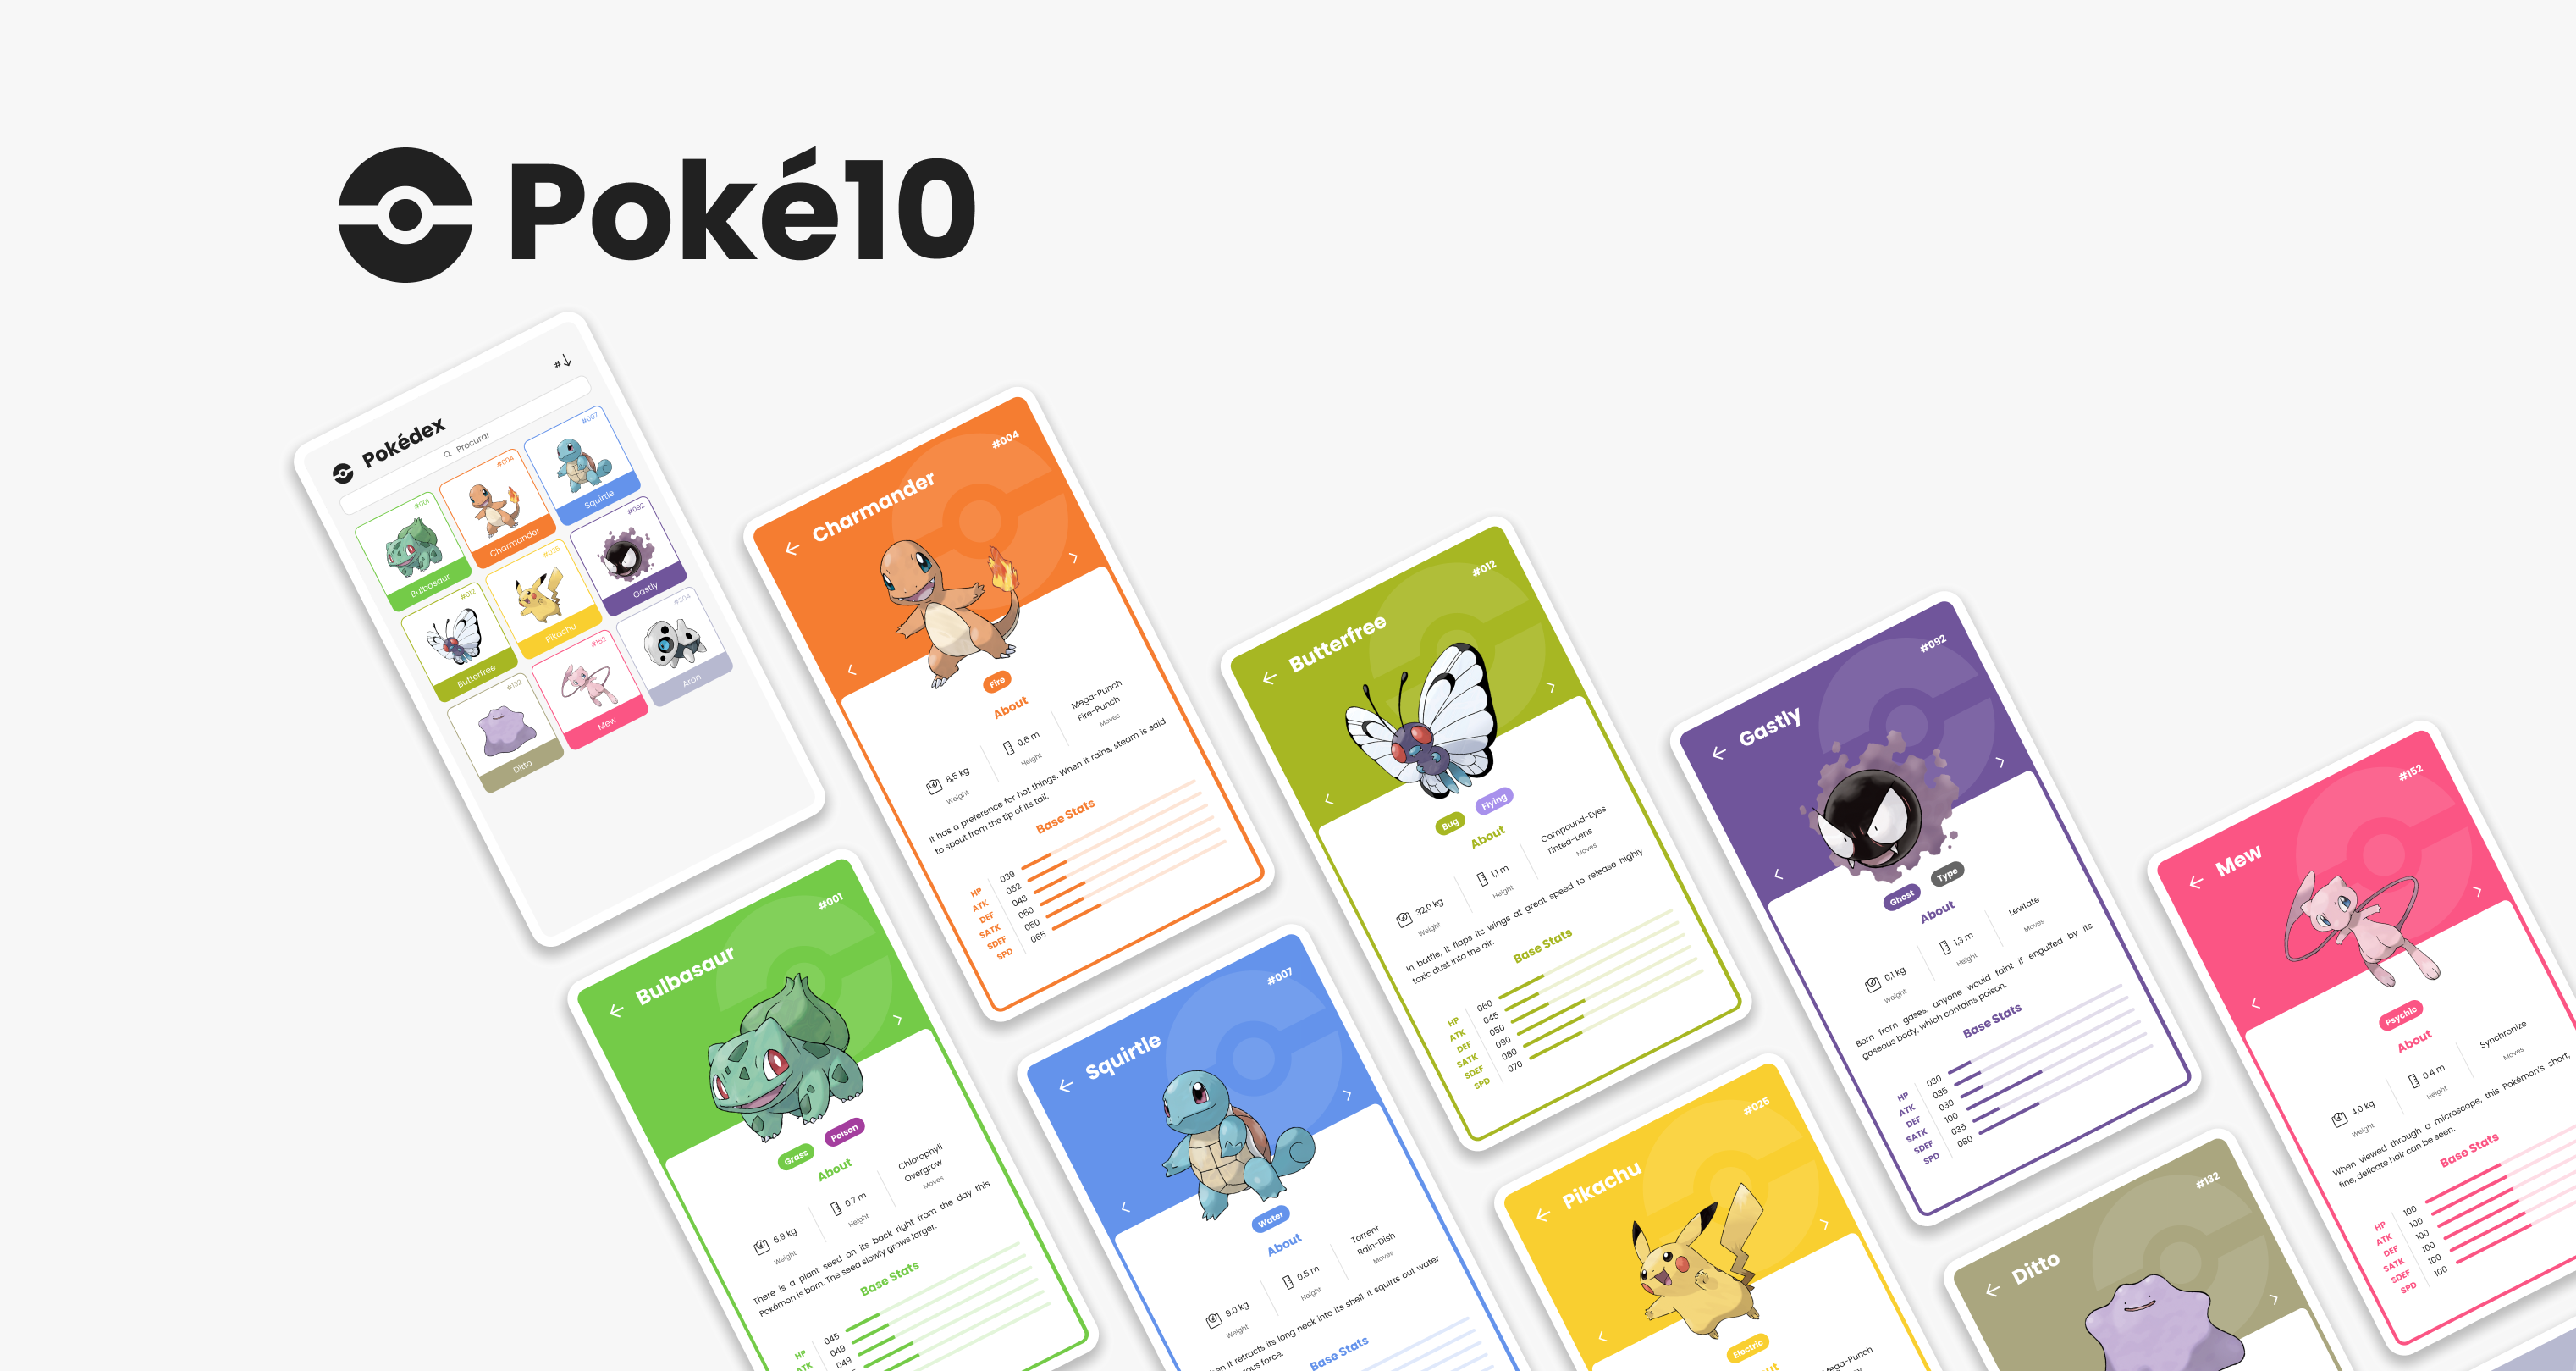 Poké10
#
Pokédex
Procurar
#001
Bulbasaur
#004
Charmander
#007
Squirtle
#012
Butterfree
#025
Pikachu
#092
Gastly
#132
Ditto
#152
Mew
#304
Aron
Charmander
#004
Fire
About
8,5 kg
Weight
0,6 m
Height
Mega-Punch
Fire-Punch
Moves
It has a preference for hot things. When it rains, steam is said
to spout from the tip of its tail.
Base Stats
HP 039
ATK 052
DEF 043
SATK 060
SDEF 050
SPD 065
Butterfree
#012
Bug
Flying
About
32,0 kg
Weight
1,1 m
Height
Compound-Eyes
Tinted-Lens
Moves
In battle, it flaps its wings at great speed to release highly
toxic dust into the air.
Base Stats
HP 060
ATK 045
DEF 050
SATK 090
SDEF 080
SPD 070
Gastly
#092
Ghost
Type
About
0,1 kg
Weight
1,3 m
Height
Levitate
Moves
Born from gases, anyone would faint if engulfed by its
gaseous body, which contains poison.
Base Stats
HP 030
ATK 035
DEF 030
SATK 100
SDEF 035
SPD 080
Mew
#152
Psychic
About
4,0 kg
Weight
0,4 m
Height
Synchronize
Moves
When viewed through a microscope, this Pokémon's short,
fine, delicate hair can be seen.
Base Stats
HP 100
ATK 100
DEF 100
SATK 100
SDEF 100
SPD 100
Bulbasaur
#001
Grass
Poison
About
6,9 kg
Weight
0,7 m
Height
Chlorophyll
Overgrow
Moves
There is a plant seed on its back right from the day this
Pokémon is born. The seed slowly grows larger.
Base Stats
HP 045
ATK 049
049
Squirtle
#007
Water
About
9,0 kg
Weight
0,5 m
Height
Torrent
Rain-Dish
Moves
it retracts its long neck into its shell, it squirts out water
force.
Base Stats
Pikachu
#025
Electric
Mega-Punch
Ditto
#132